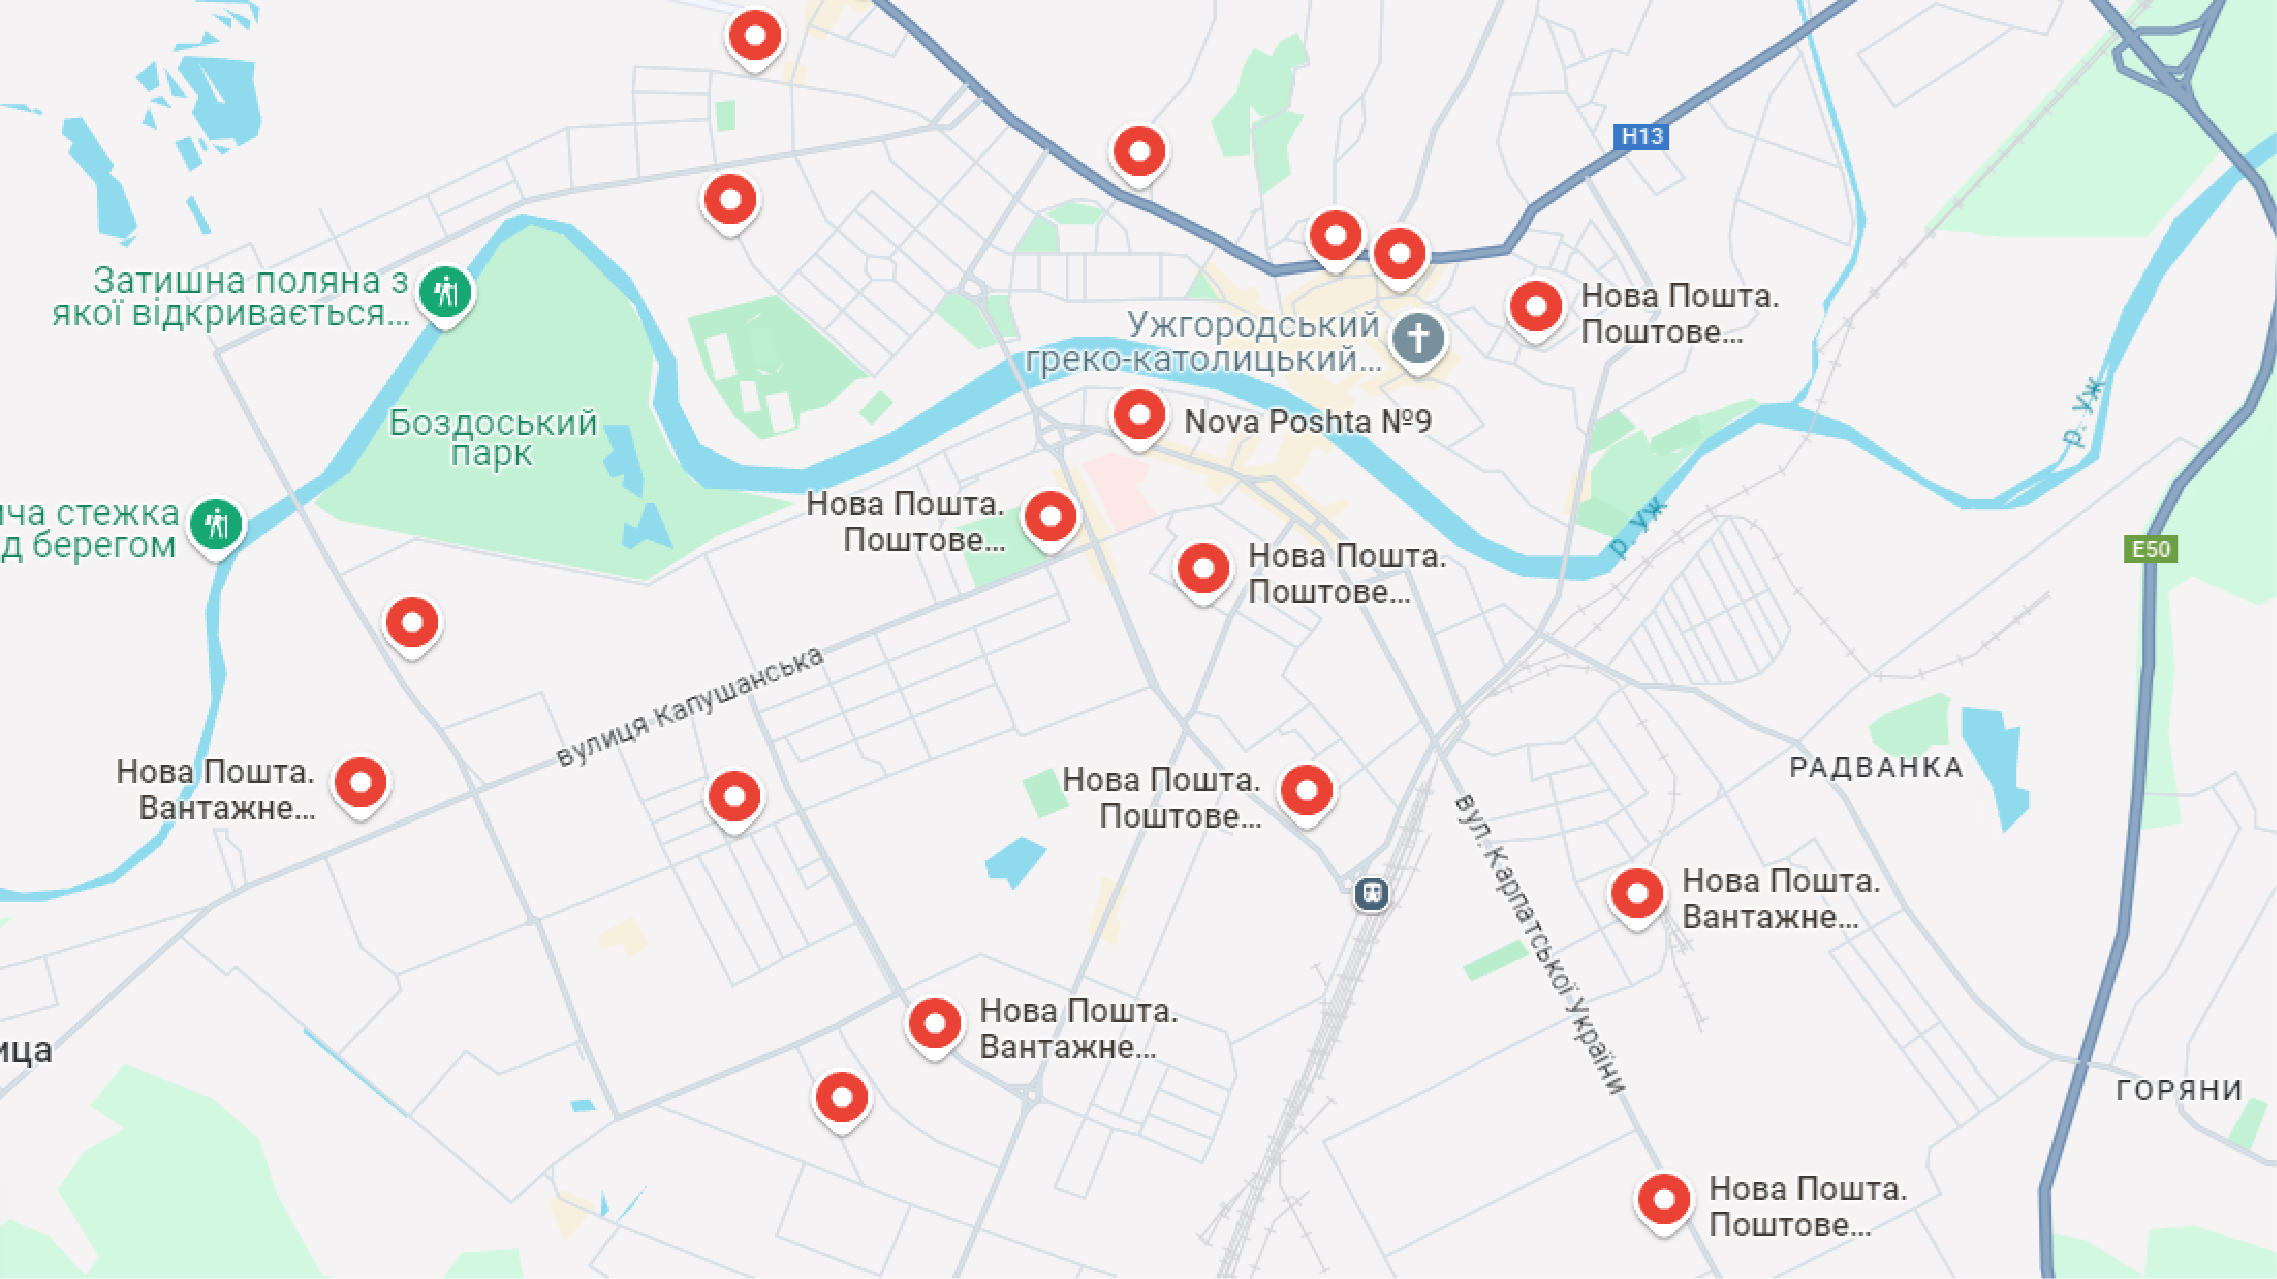 H13
Затишна поляна з
якої відкривається...
Нова Пошта.
Поштове...
Ужгородський
греко-католицький...
Боздоський
парк
Nova Poshta №9
р. Уж
Нова Пошта.
Поштове...
ича стежка
д берегом
р. Уж
Нова Пошта.
Поштове...
E50
вулиця Капушанська
Нова Пошта.
Вантажне...
Нова Пошта.
Поштове...
РАДВАНКА
вул. Карпатської України
Нова Пошта.
Вантажне...
Нова Пошта.
Вантажне...
ица
ГОРЯНИ
Нова Пошта.
Поштове...